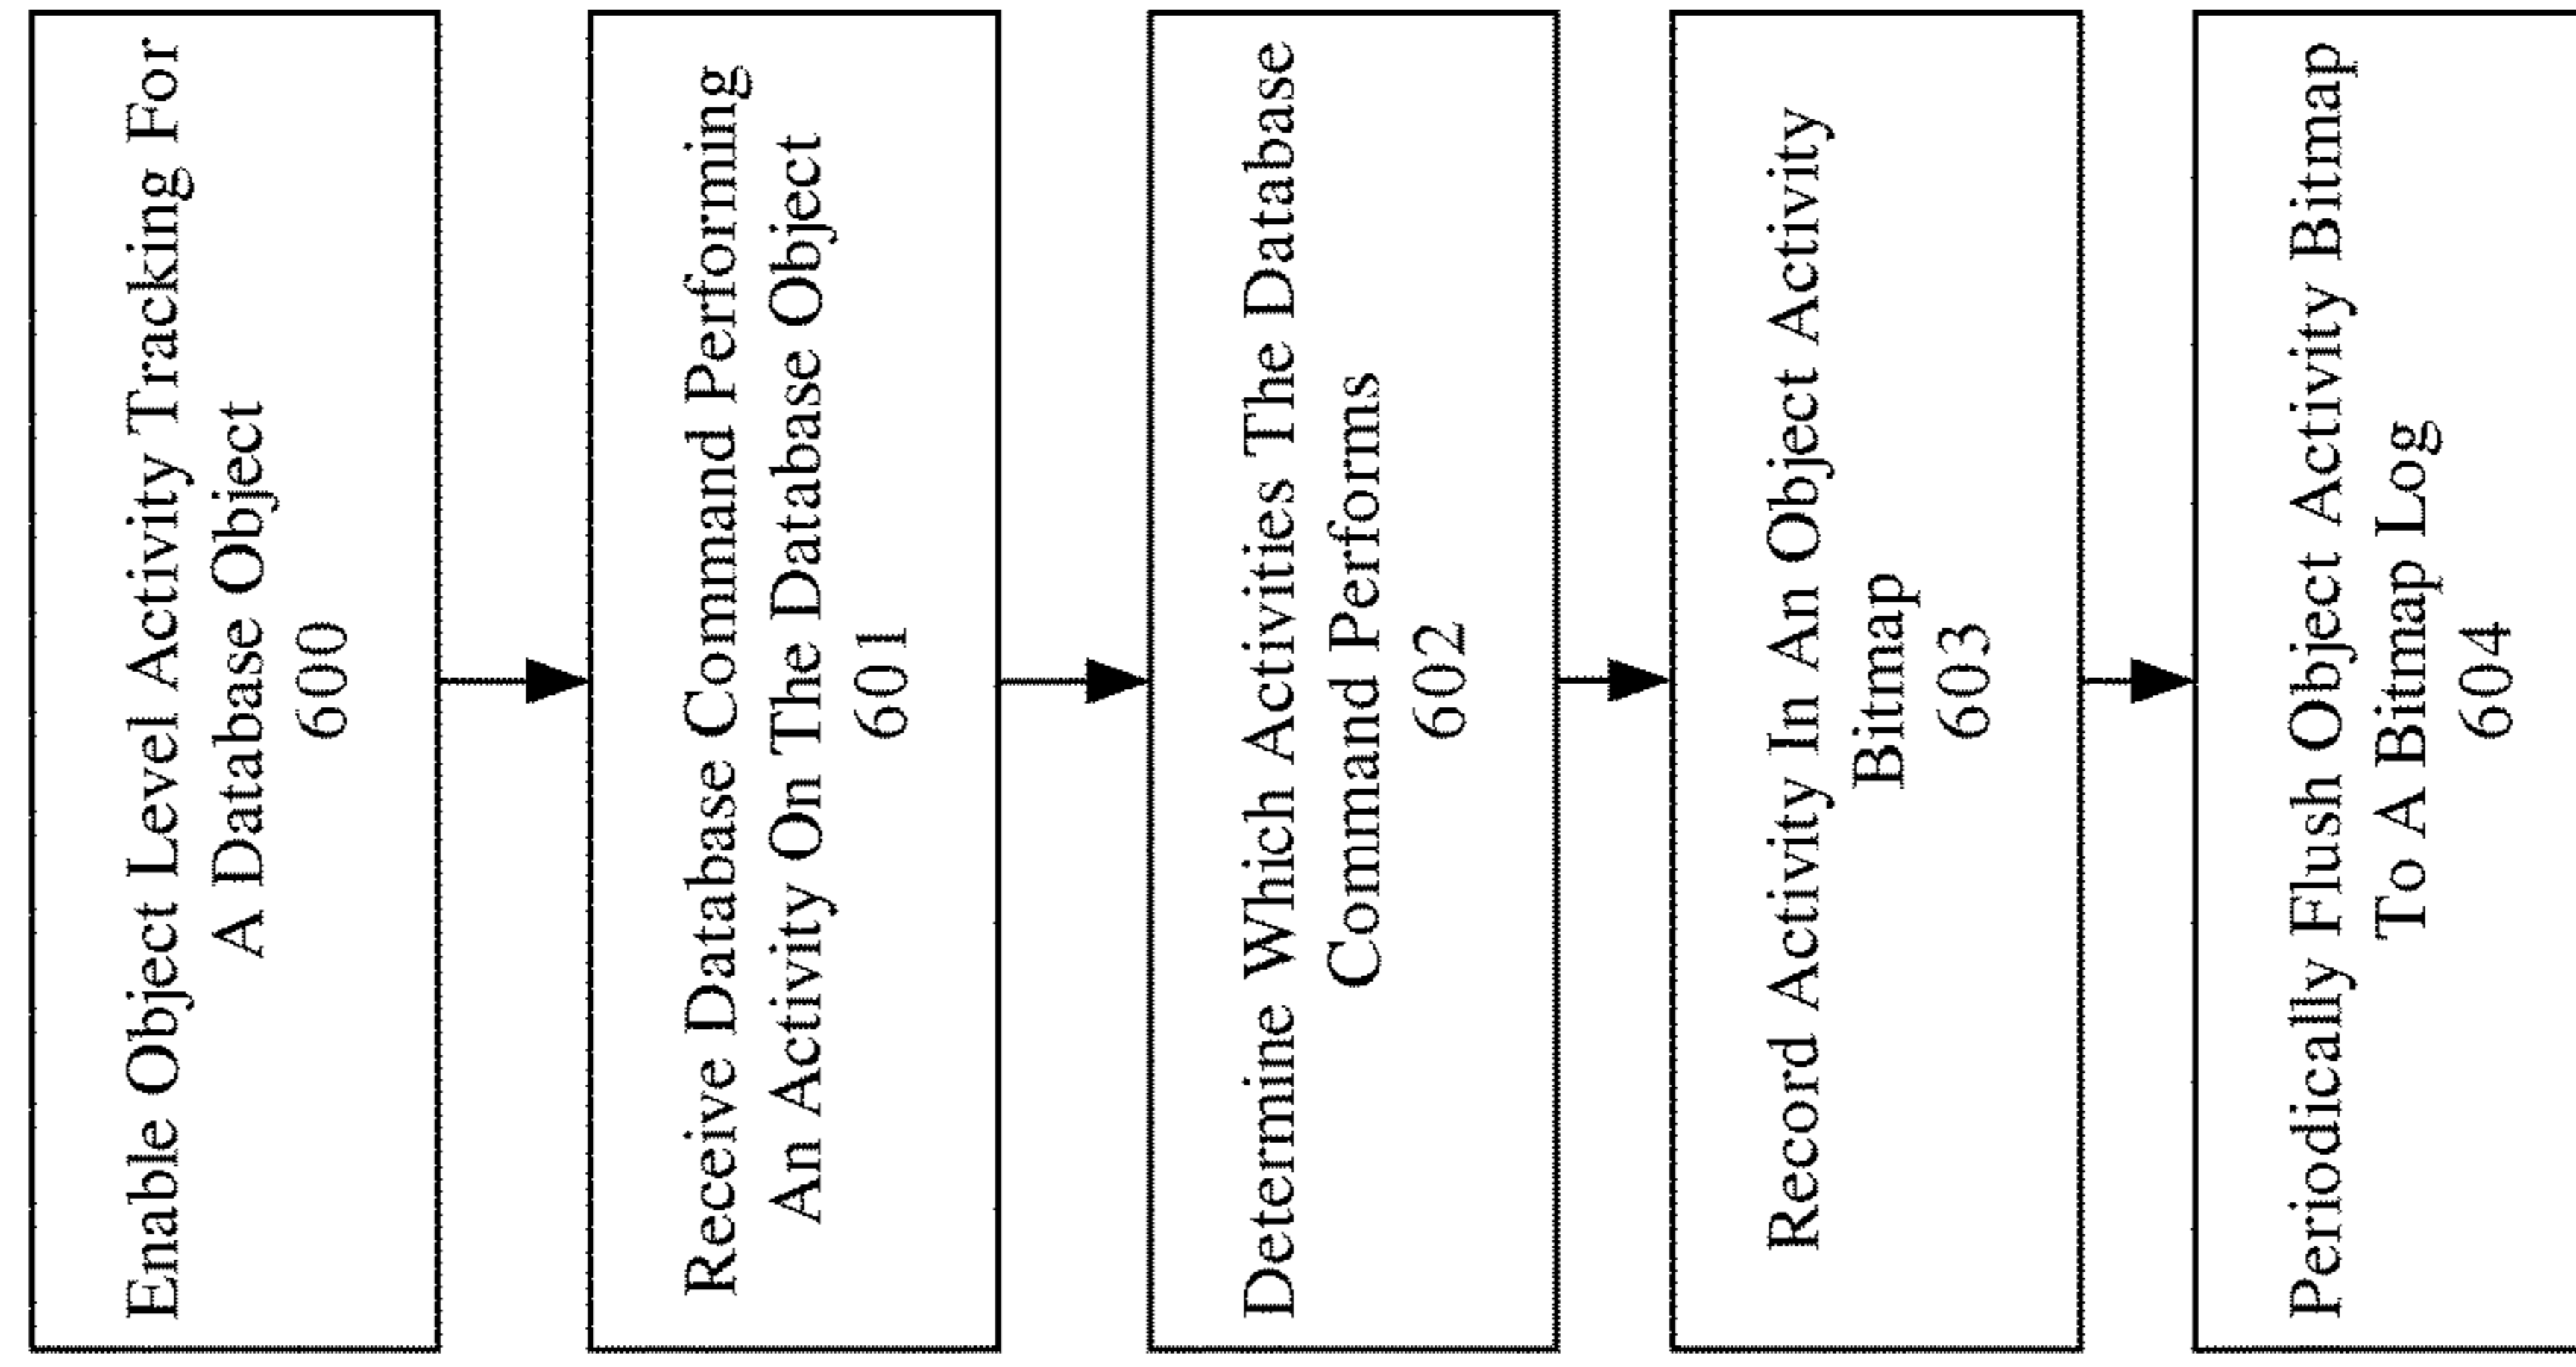 Enable Object Level Activity Tracking For
A Database Object
600
Receive Database Command Performing
An Activity On The Database Object
601
Determine Which Activities The Database
Command Performs
602
Record Activity In An Object Activity
Bitmap
603
Periodically Flush Object Activity Bitmap
To A Bitmap Log
604